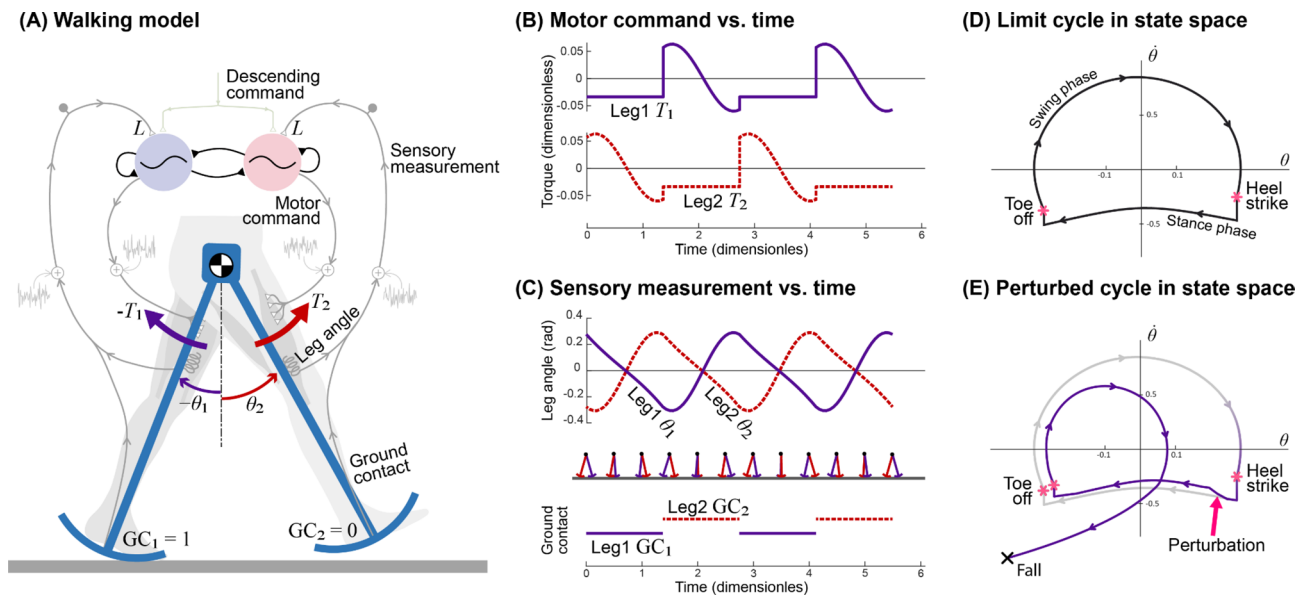 (A) Walking model
Descending
command
L
L
Sensory
measurement
Motor
command
-T1
T2
Leg angle
−θ1
θ2
Ground
contact
GC1 = 1
GC2 = 0
(B) Motor command vs. time
Torque (dimensionless)
0.05
0
-0.05
Leg1 T1
0.05
0
-0.05
Leg2 T2
0 1 2 3 4 5 6
Time (dimensionles)
(C) Sensory measurement vs. time
Leg angle (rad)
0.4
0.2
0
-0.2
-0.4
Leg1 θ1
Leg2 θ2
Ground
contact
Leg2 GC2
Leg1 GC1
0 1 2 3 4 5 6
Time (dimensionles)
(D) Limit cycle in state space
θ̇
Swing phase
0.5
θ
-0.1
0.1
Toe
off
Heel
strike
-0.5
Stance phase
(E) Perturbed cycle in state space
θ̇
0.5
θ
-0.1
0.1
Toe
off
Heel
strike
-0.5
Perturbation
Fall